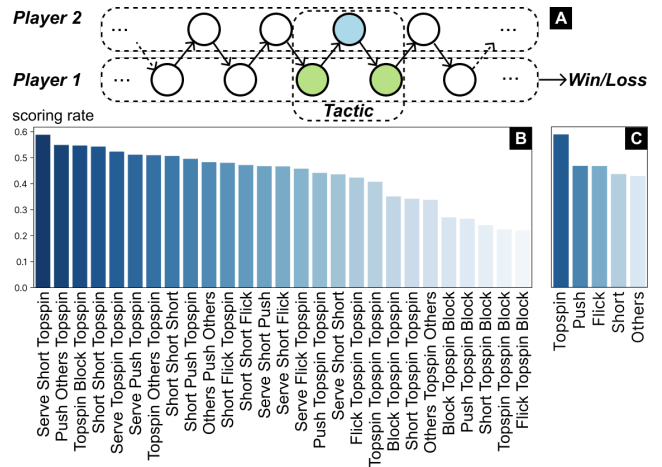 Player 2
...
...
A
Player 1
...
...
Win/Loss
Tactic
scoring rate
0.6
0.5
0.4
0.3
0.2
0.1
0.0
B
Serve Short Topspin
Push Others Topspin
Topspin Block Topspin
Short Short Topspin
Serve Topspin Topspin
Serve Push Topspin
Topspin Others Topspin
Short Short Short
Short Push Topspin
Others Push Others
Short Flick Topspin
Short Short Flick
Serve Short Push
Serve Short Flick
Serve Flick Topspin
Push Topspin Topspin
Serve Short Short
Flick Topspin Topspin
Topspin Topspin Topspin
Block Topspin Topspin
Short Topspin Topspin
Others Topspin Others
Block Topspin Block
Push Topspin Block
Short Topspin Block
Topspin Topspin Block
Flick Topspin Block
C
Topspin
Push
Flick
Short
Others